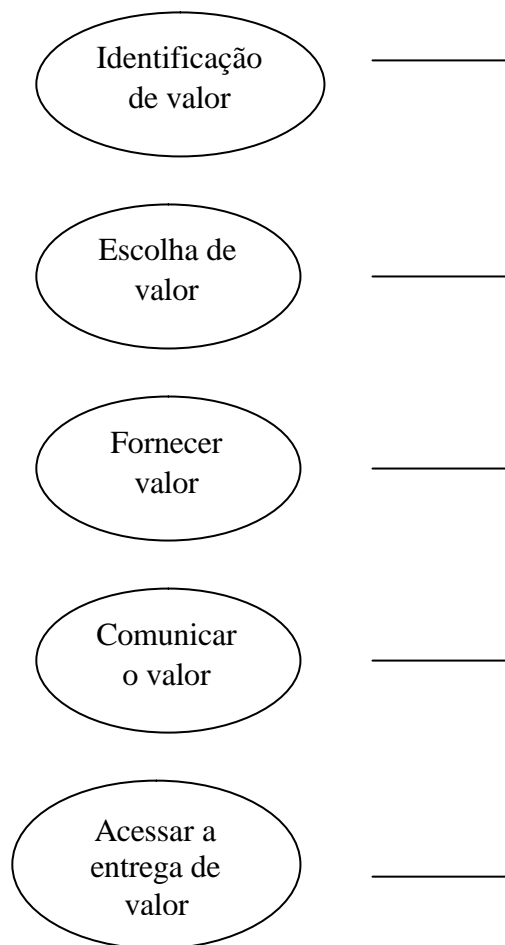 Identificação
de valor
Escolha de
valor
Fornecer
valor
Comunicar
o valor
Acessar a
entrega de
valor